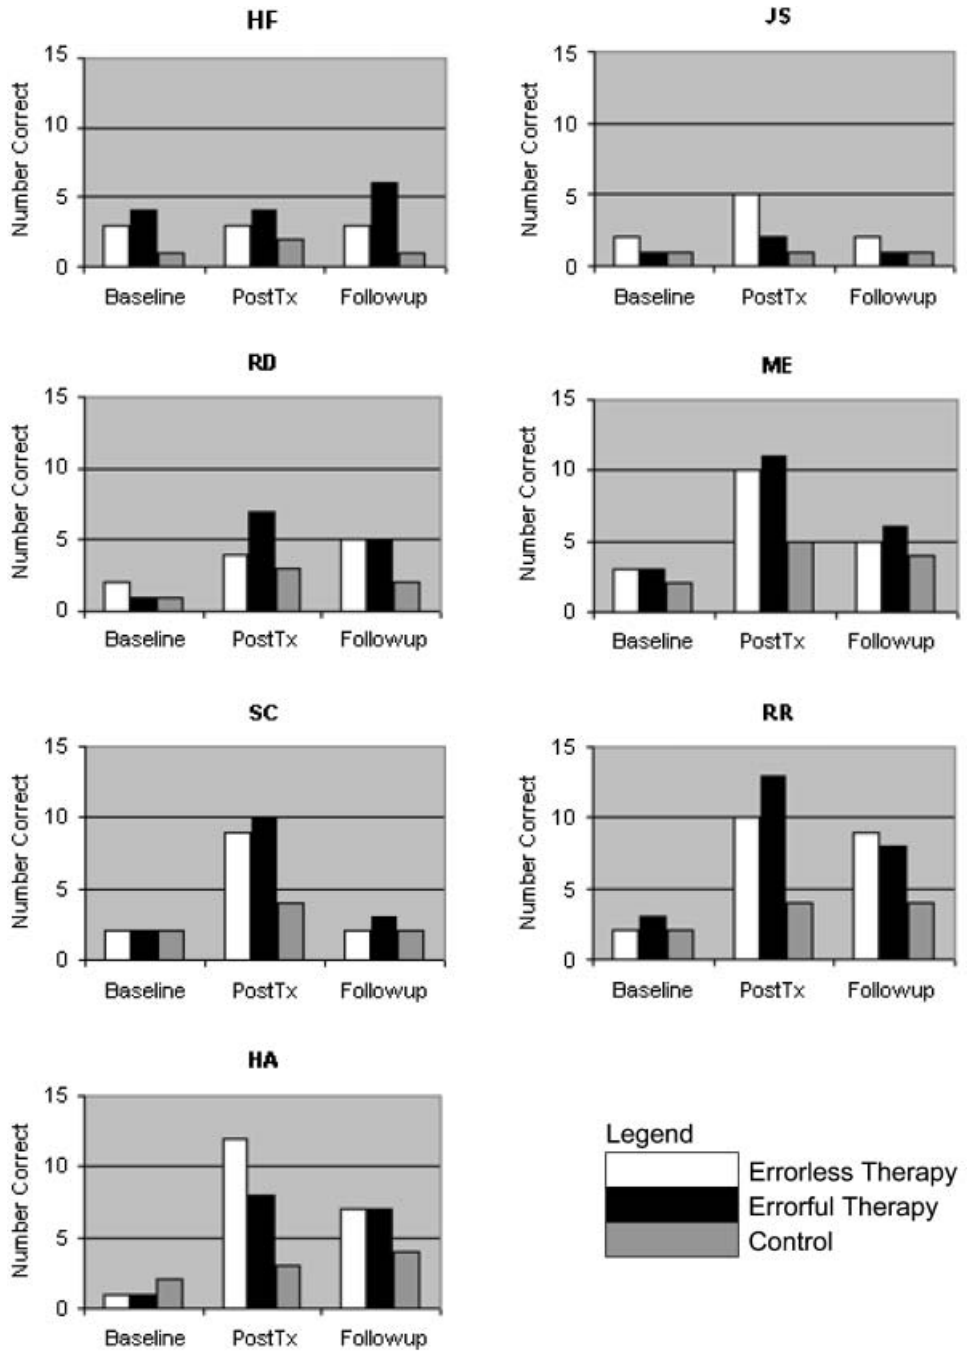 HF
Number Correct
15
10
5
0
Baseline PostTx Followup
JS
Number Correct
15
10
5
0
Baseline PostTx Followup
RD
Number Correct
15
10
5
0
Baseline PostTx Followup
ME
Number Correct
15
10
5
0
Baseline PostTx Followup
SC
Number Correct
15
10
5
0
Baseline PostTx Followup
RR
Number Correct
15
10
5
0
Baseline PostTx Followup
HA
Number Correct
15
10
5
0
Baseline PostTx Followup
Legend
Errorless Therapy
Errorful Therapy
Control